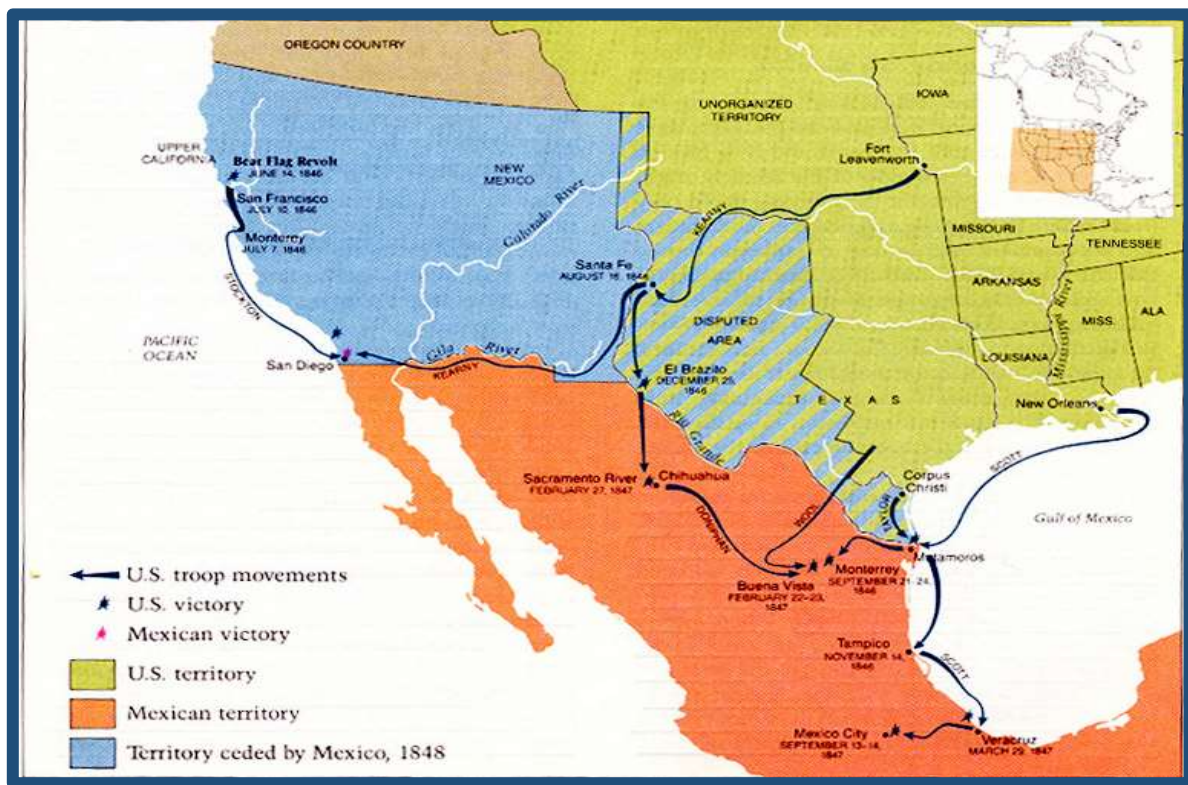 OREGON COUNTRY
UNORGANIZED
TERRITORY
IOWA
UPPER
CALIFORNIA
Bear Flag Revolt
JUNE 14, 1846
NEW
MEXICO
Fort
Leavenworth
San Francisco
JULY 10, 1846
Monterey
JULY 7, 1846
Colorado River
KEARNY
MISSOURI
TENNESSEE
Santa Fe
AUGUST 16, 1846
ARKANSAS
Mississippi River
STOCKTON
DISPUTED
AREA
MISS.
ALA
PACIFIC
OCEAN
San Diego
Gila River
KEARNY
LOUISIANA
El Brazito
DECEMBER 25,
1846
TEXAS
New Orleans
Rio Grande
SCOTT
Sacramento River
FEBRUARY 27, 1847
Chihuahua
Corpus
Christi
DONIPHAN
WOOL
TAYLOR
Gulf of Mexico
Matamoros
Monterrey
SEPTEMBER 21-24,
1846
Buena Vista
FEBRUARY 22-23,
1847
Tampico
NOVEMBER 14,
1846
SCOTT
Mexico City
SEPTEMBER 13-14,
1847
Veracruz
MARCH 29, 1847
U.S. troop movements
U.S. victory
Mexican victory
U.S. territory
Mexican territory
Territory ceded by Mexico, 1848